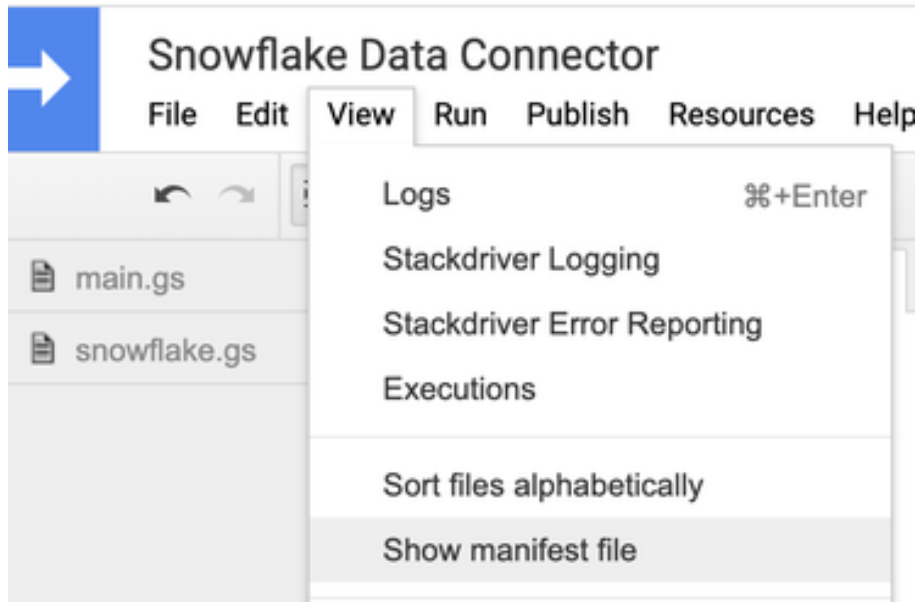 Snowflake Data Connector
File Edit View Run Publish Resources Help
Logs ⌘+Enter
Stackdriver Logging
main.gs
Stackdriver Error Reporting
snowflake.gs
Executions
Sort files alphabetically
Show manifest file